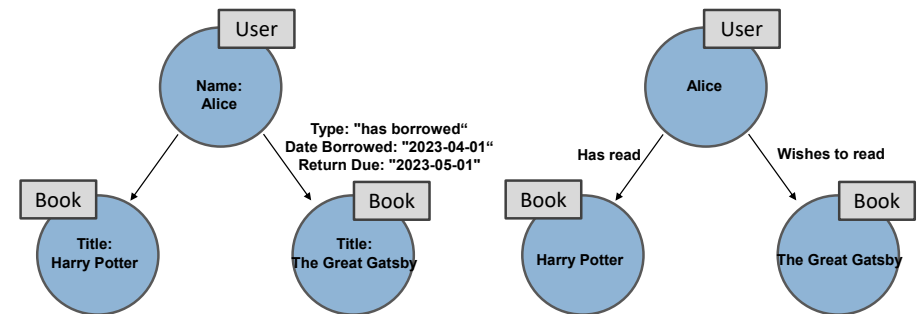 User
Name:
Alice
Type: "has borrowed“
Date Borrowed: "2023-04-01“
Return Due: "2023-05-01"
Book
Title:
Harry Potter
Book
Title:
The Great Gatsby
User
Alice
Has read
Wishes to read
Book
Harry Potter
Book
The Great Gatsby